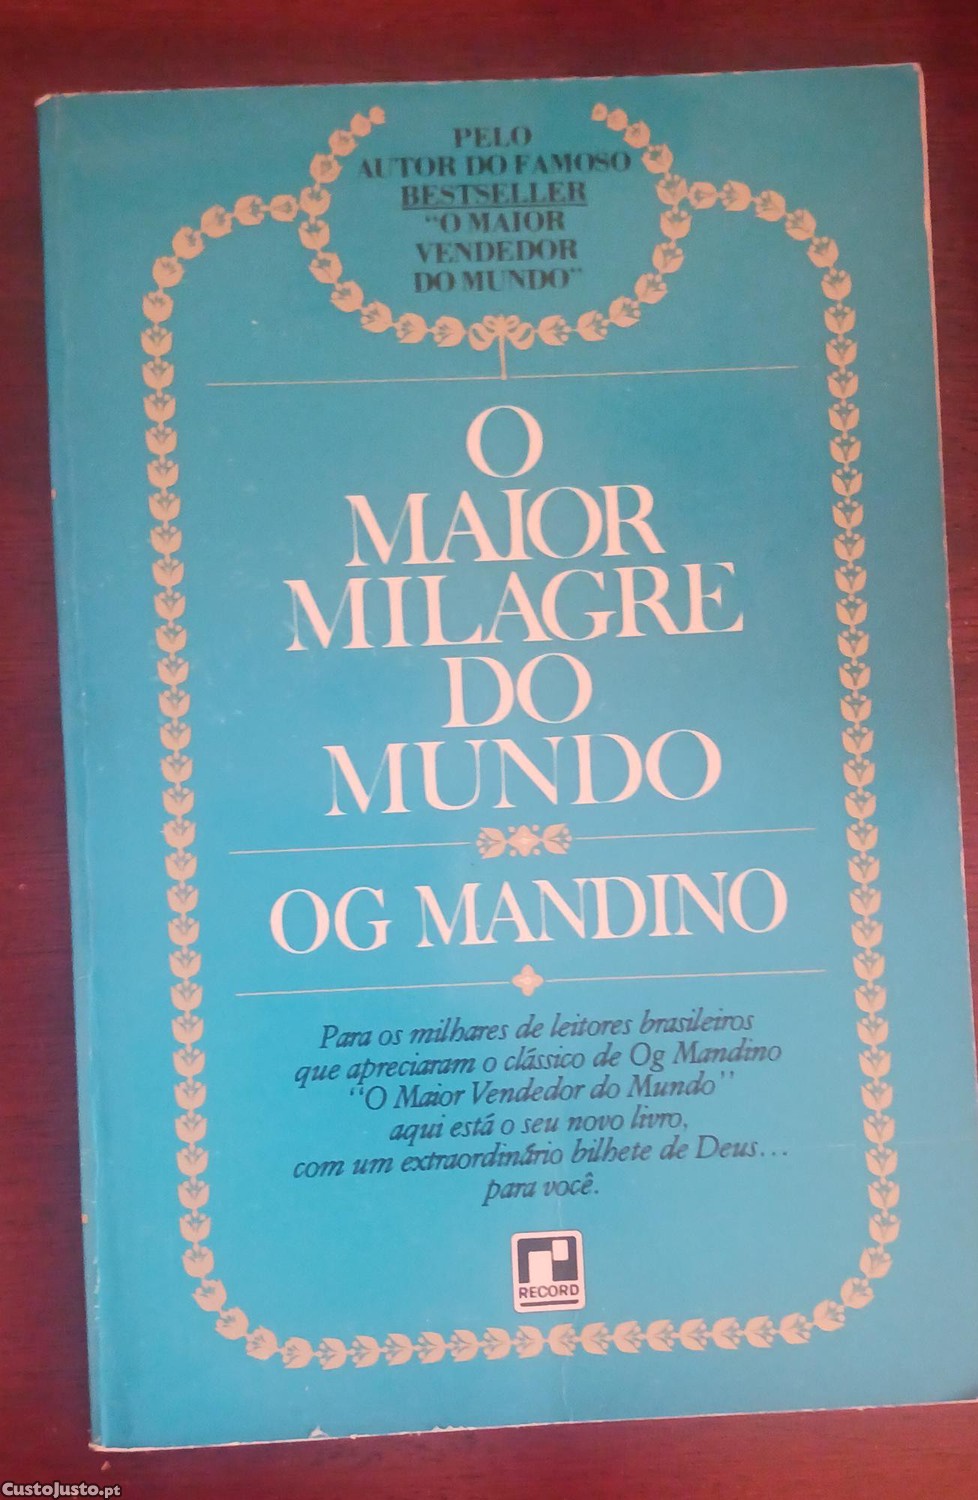 PELO
AUTOR DO FAMOSO
BESTSELLER
"O MAIOR
VENDEDOR
DO MUNDO"
O
MAIOR
MILAGRE
DO
MUNDO
OG MANDINO
Para os milhares de leitores brasileiros
que apreciaram o clássico de Og Mandino
"O Maior Vendedor do Mundo"
aqui está o seu novo livro,
com um extraordinário bilhete de Deus...
para você.
RECORD
CustoJusto.pt